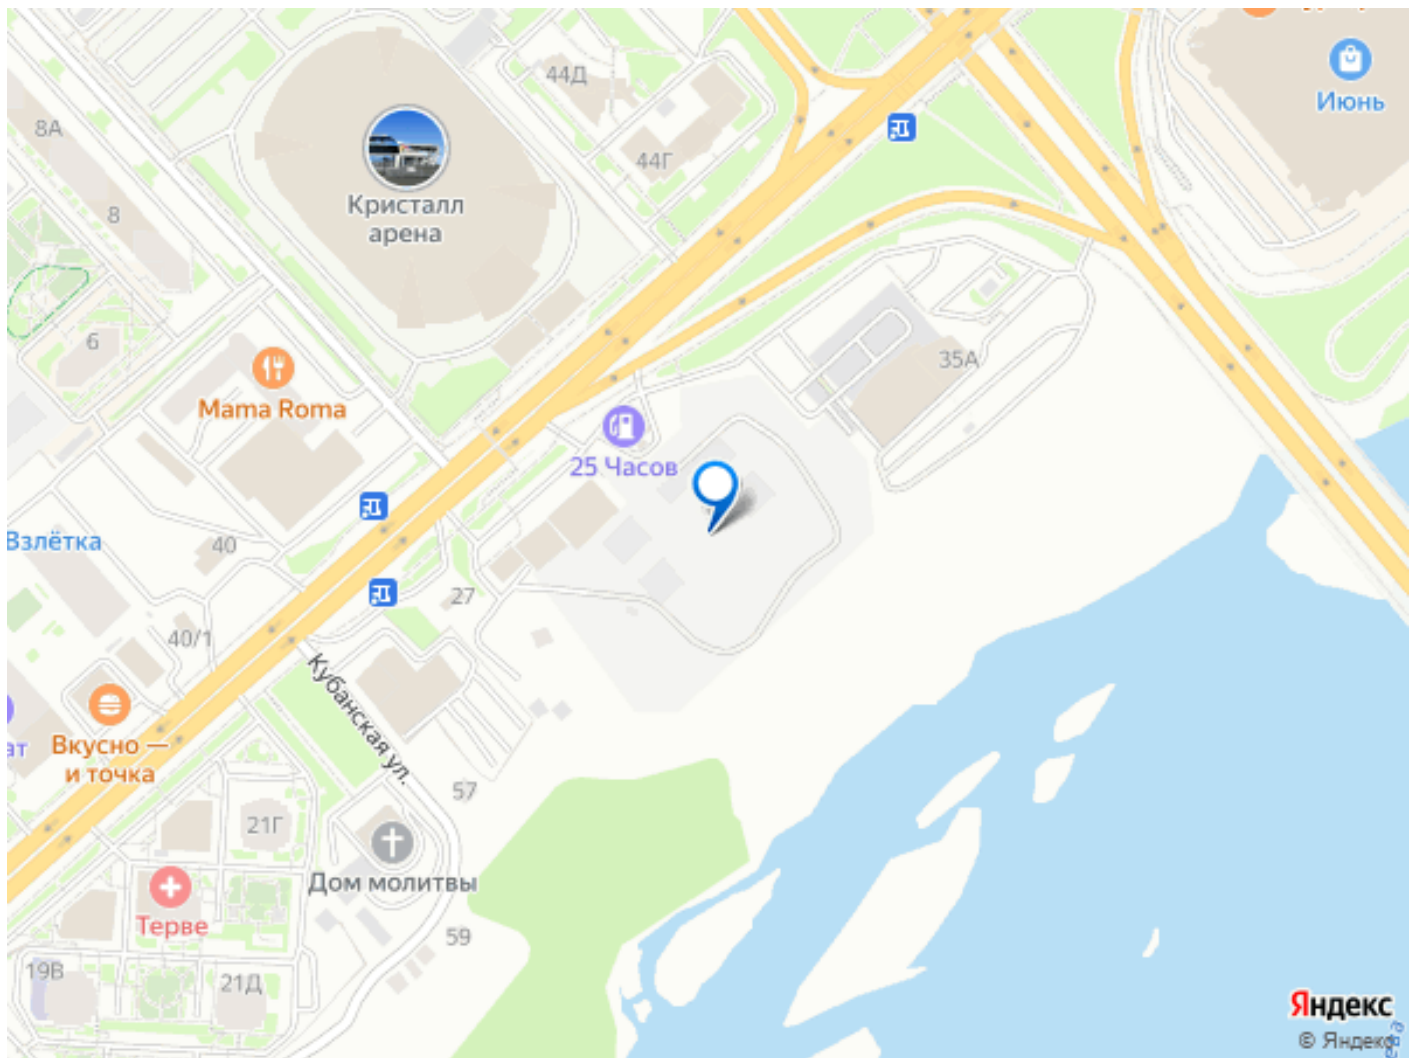 44Д
Июнь
8А
44Г
Кристалл
арена
8
6
35А
Mama Roma
25 Часов
Взлётка
40
27
40/1
Кубанская ул.
ат
Вкусно —
и точка
57
21Г
Дом молитвы
Терве
59
19В
21Д
Яндекс
© Яндекс